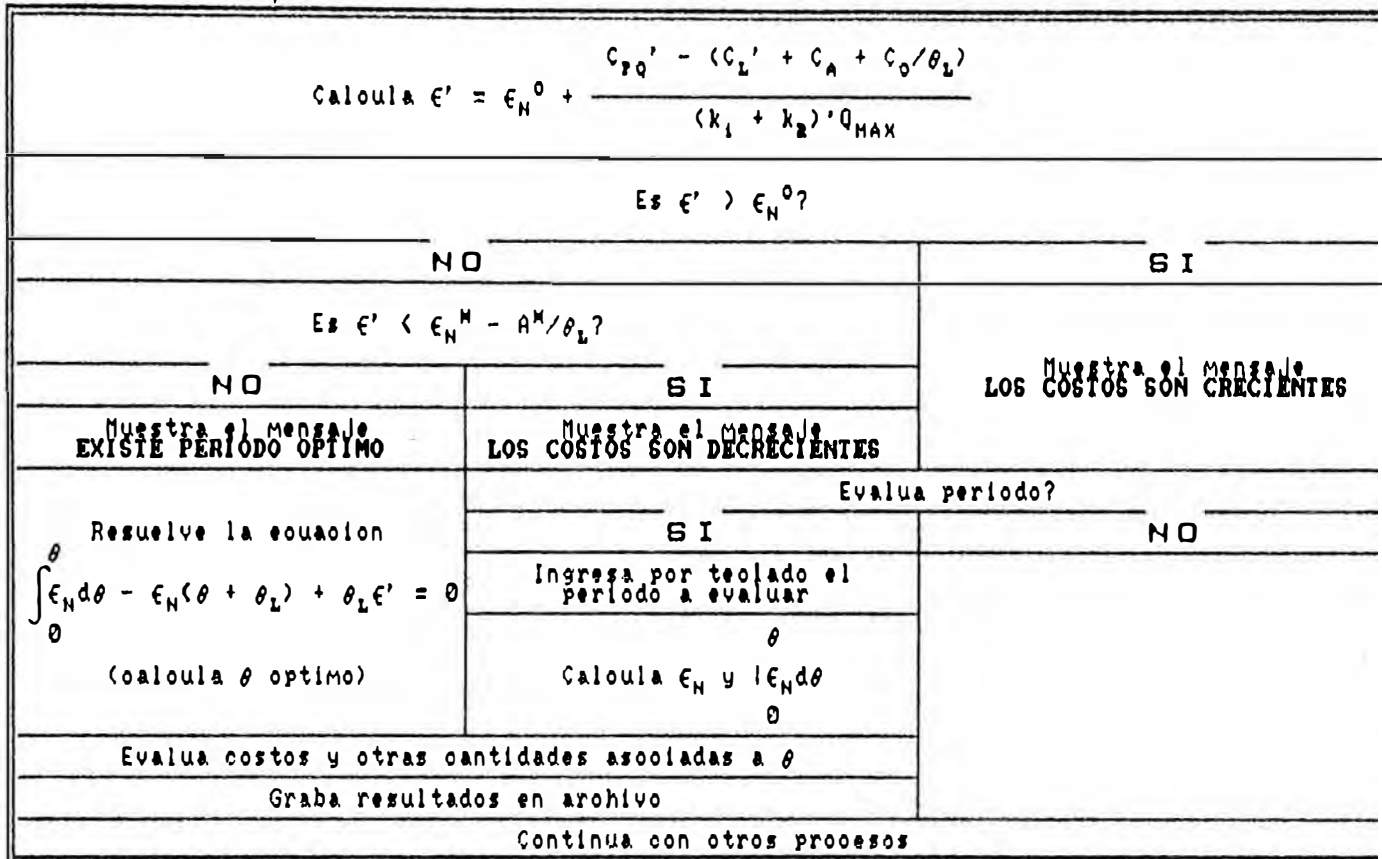 Calcula ϵ' = ϵ_N^0 + (C_PQ' - (C_L' + C_A + C_O/θ_L)) / ((k_1 + k_2)·Q_MAX)
Es ϵ' > ϵ_N^0?
NO
SI
Es ϵ' < ϵ_N^M - A^M/θ_L?
NO
SI
Muestra el mensaje
LOS COSTOS SON CRECIENTES
Muestra el mensaje
EXISTE PERIODO OPTIMO
Muestra el mensaje
LOS COSTOS SON DECRECIENTES
Evalua periodo?
SI
NO
Resuelve la ecuacion
θ
∫ϵ_N dθ - ϵ_N(θ + θ_L) + θ_L ϵ' = 0
0
(calcula θ optimo)
Ingresa por teclado el
periodo a evaluar
θ
Calcula ϵ_N y |ϵ_N dθ
0
Evalua costos y otras cantidades asociadas a θ
Graba resultados en archivo
Continua con otros procesos